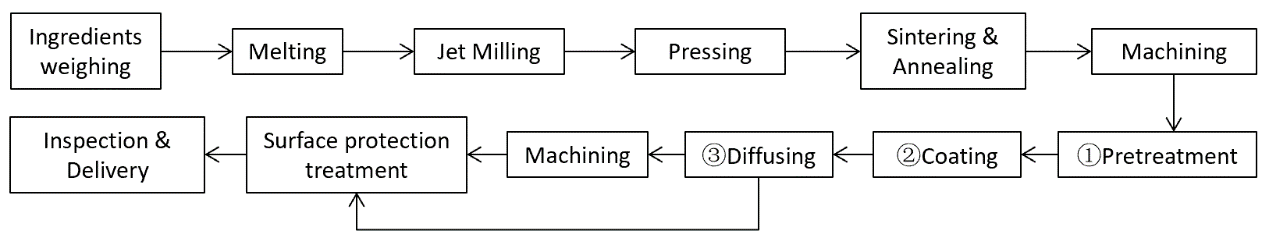 Ingredients
weighing
Melting
Jet Milling
Pressing
Sintering &
Annealing
Machining
①Pretreatment
②Coating
③Diffusing
Machining
Surface protection
treatment
Inspection &
Delivery